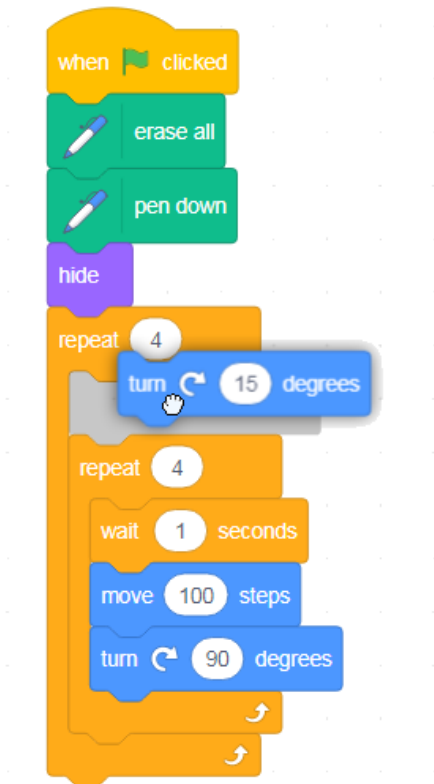 when clicked
erase all
pen down
hide
repeat 4
turn 15 degrees
repeat 4
wait 1 seconds
move 100 steps
turn 90 degrees